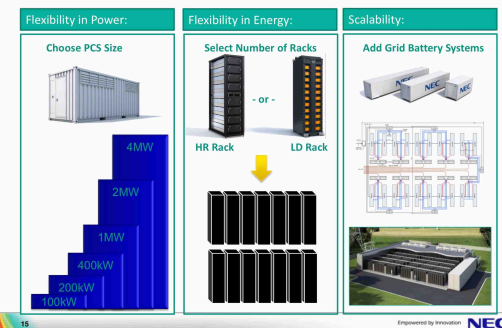 Flexibility in Power:
Choose PCS Size
4MW
2MW
1MW
400kW
200kW
100kW
Flexibility in Energy:
Select Number of Racks
- or -
HR Rack
LD Rack
Scalability:
Add Grid Battery Systems
NEC
NEC
NEC
15
Empowered by Innovation
NEC